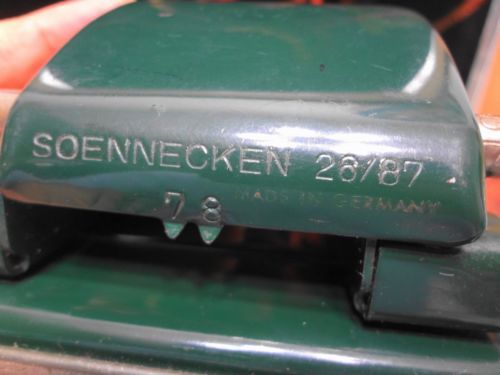 SOENNECKEN 26/87
MADE IN GERMANY
7 8